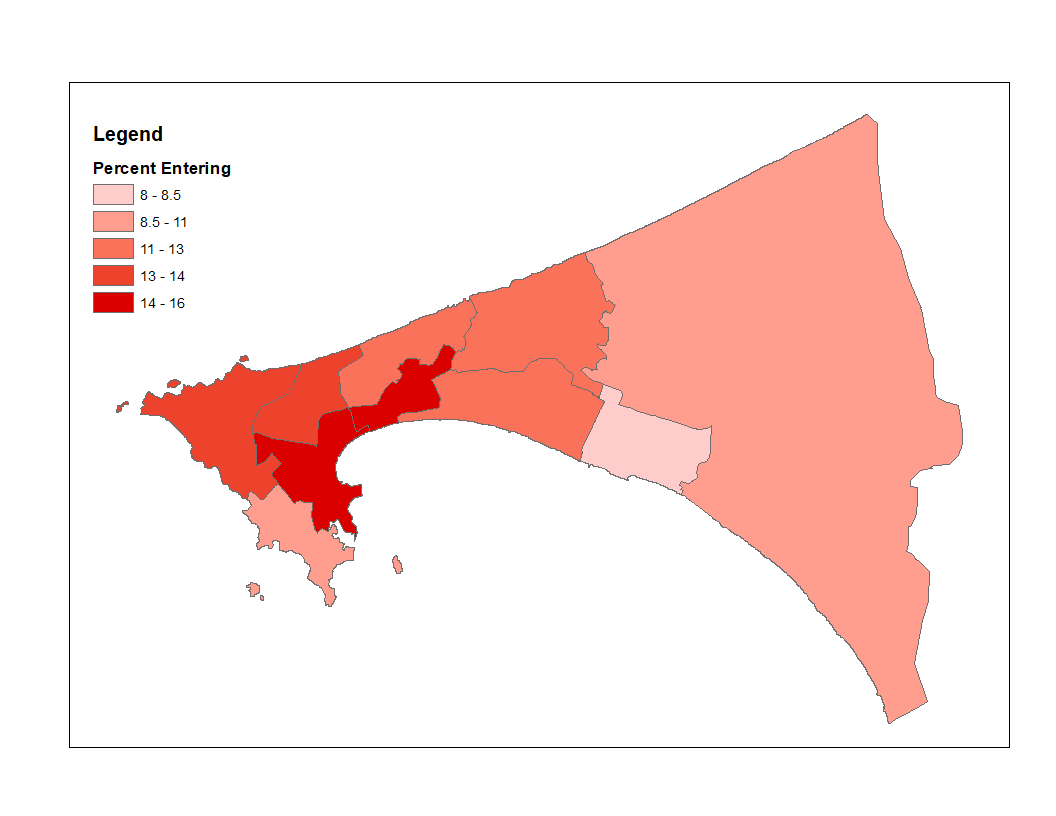 Legend
Percent Entering
8 - 8.5
8.5 - 11
11 - 13
13 - 14
14 - 16